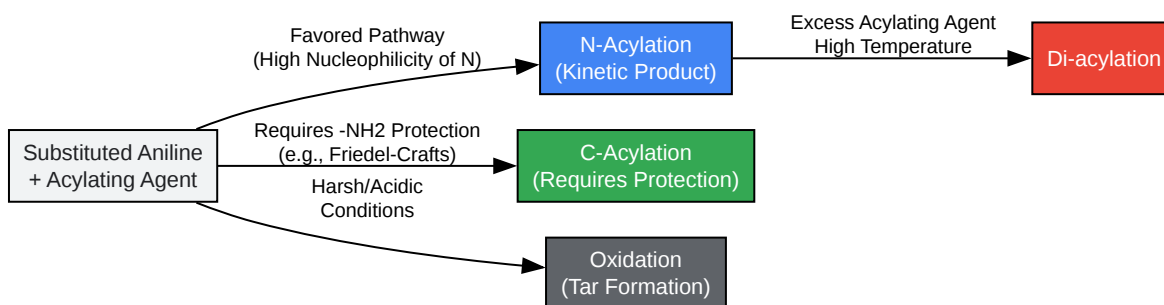 Favored Pathway
(High Nucleophilicity of N)
N-Acylation
(Kinetic Product)
Excess Acylating Agent
High Temperature
Di-acylation
Substituted Aniline
+ Acylating Agent
Requires -NH2 Protection
(e.g., Friedel-Crafts)
C-Acylation
(Requires Protection)
Harsh/Acidic
Conditions
Oxidation
(Tar Formation)